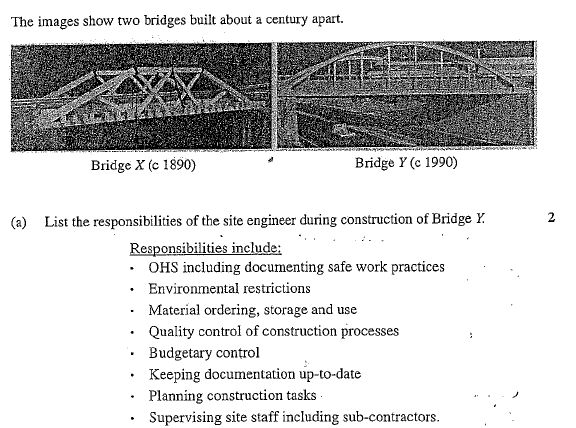 The images show two bridges built about a century apart.
Bridge X (c 1890)
Bridge Y (c 1990)
(a) List the responsibilities of the site engineer during construction of Bridge Y. 2
Responsibilities include:
· OHS including documenting safe work practices
· Environmental restrictions
· Material ordering, storage and use
· Quality control of construction processes
· Budgetary control
· Keeping documentation up-to-date
· Planning construction tasks
· Supervising site staff including sub-contractors.